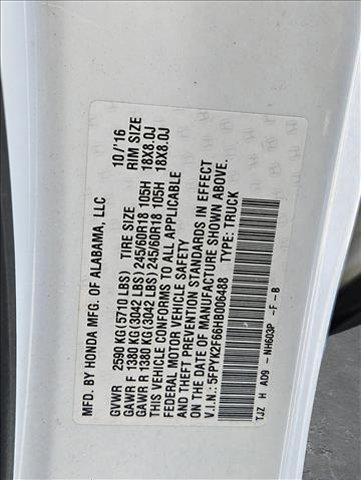 MFD. BY HONDA MFG. OF ALABAMA, LLC 10/'16
GVWR 2590 KG(5710 LBS) TIRE SIZE RIM SIZE
GAWR F 1380 KG(3042 LBS)245/60R18 105H 18X8.0J
GAWR R 1380 KG(3042 LBS)245/60R18 105H 18X8.0J
THIS VEHICLE CONFORMS TO ALL APPLICABLE
FEDERAL MOTOR VEHICLE SAFETY
AND THEFT PREVENTION STANDARDS IN EFFECT
ON THE DATE OF MANUFACTURE SHOWN ABOVE.
V.I.N.: 5FPYK2F66HB006488 TYPE: TRUCK
TJZ H A09 -NH603P -F-B